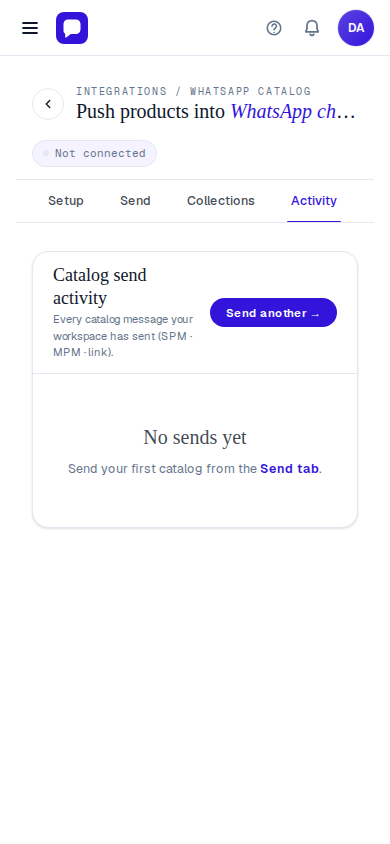 DA
INTEGRATIONS / WHATSAPP CATALOG
Push products into WhatsApp ch…
Not connected
Setup
Send
Collections
Activity
Catalog send
activity
Every catalog message your
workspace has sent (SPM ·
MPM · link).
Send another →
No sends yet
Send your first catalog from the Send tab.